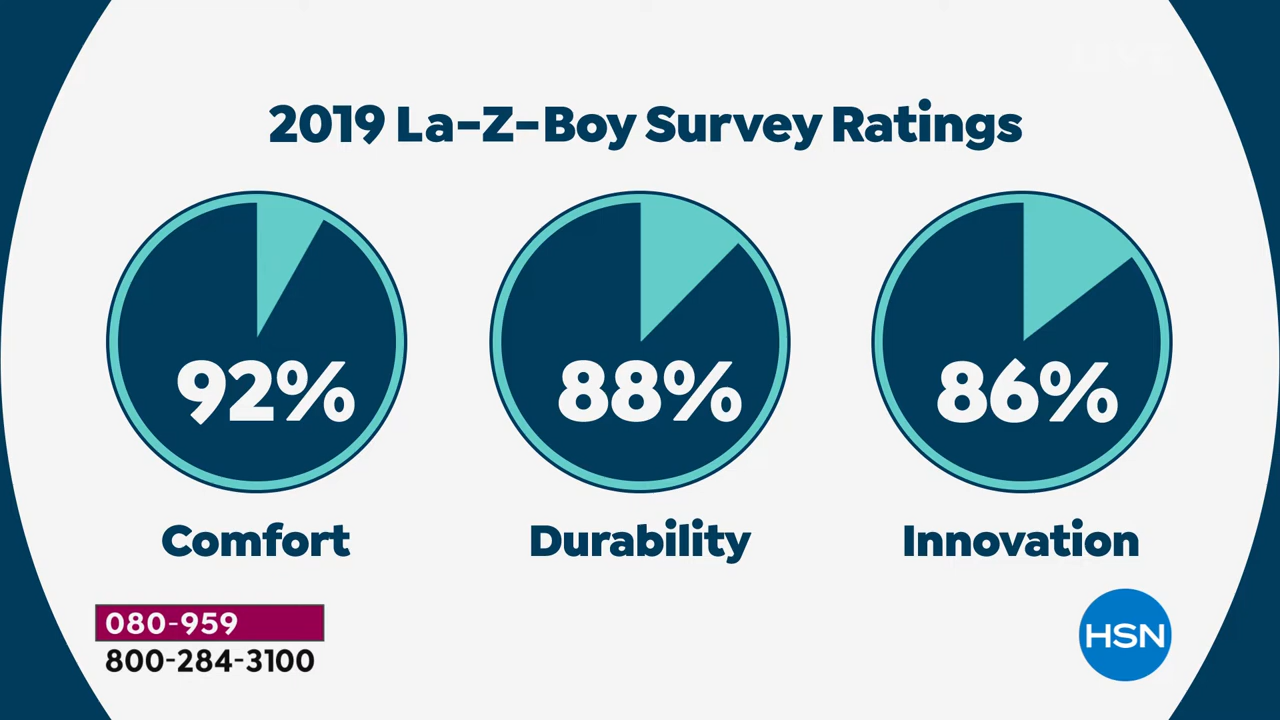 2019 La-Z-Boy Survey Ratings
92%
88%
86%
Comfort
Durability
Innovation
080-959
800-284-3100
HSN